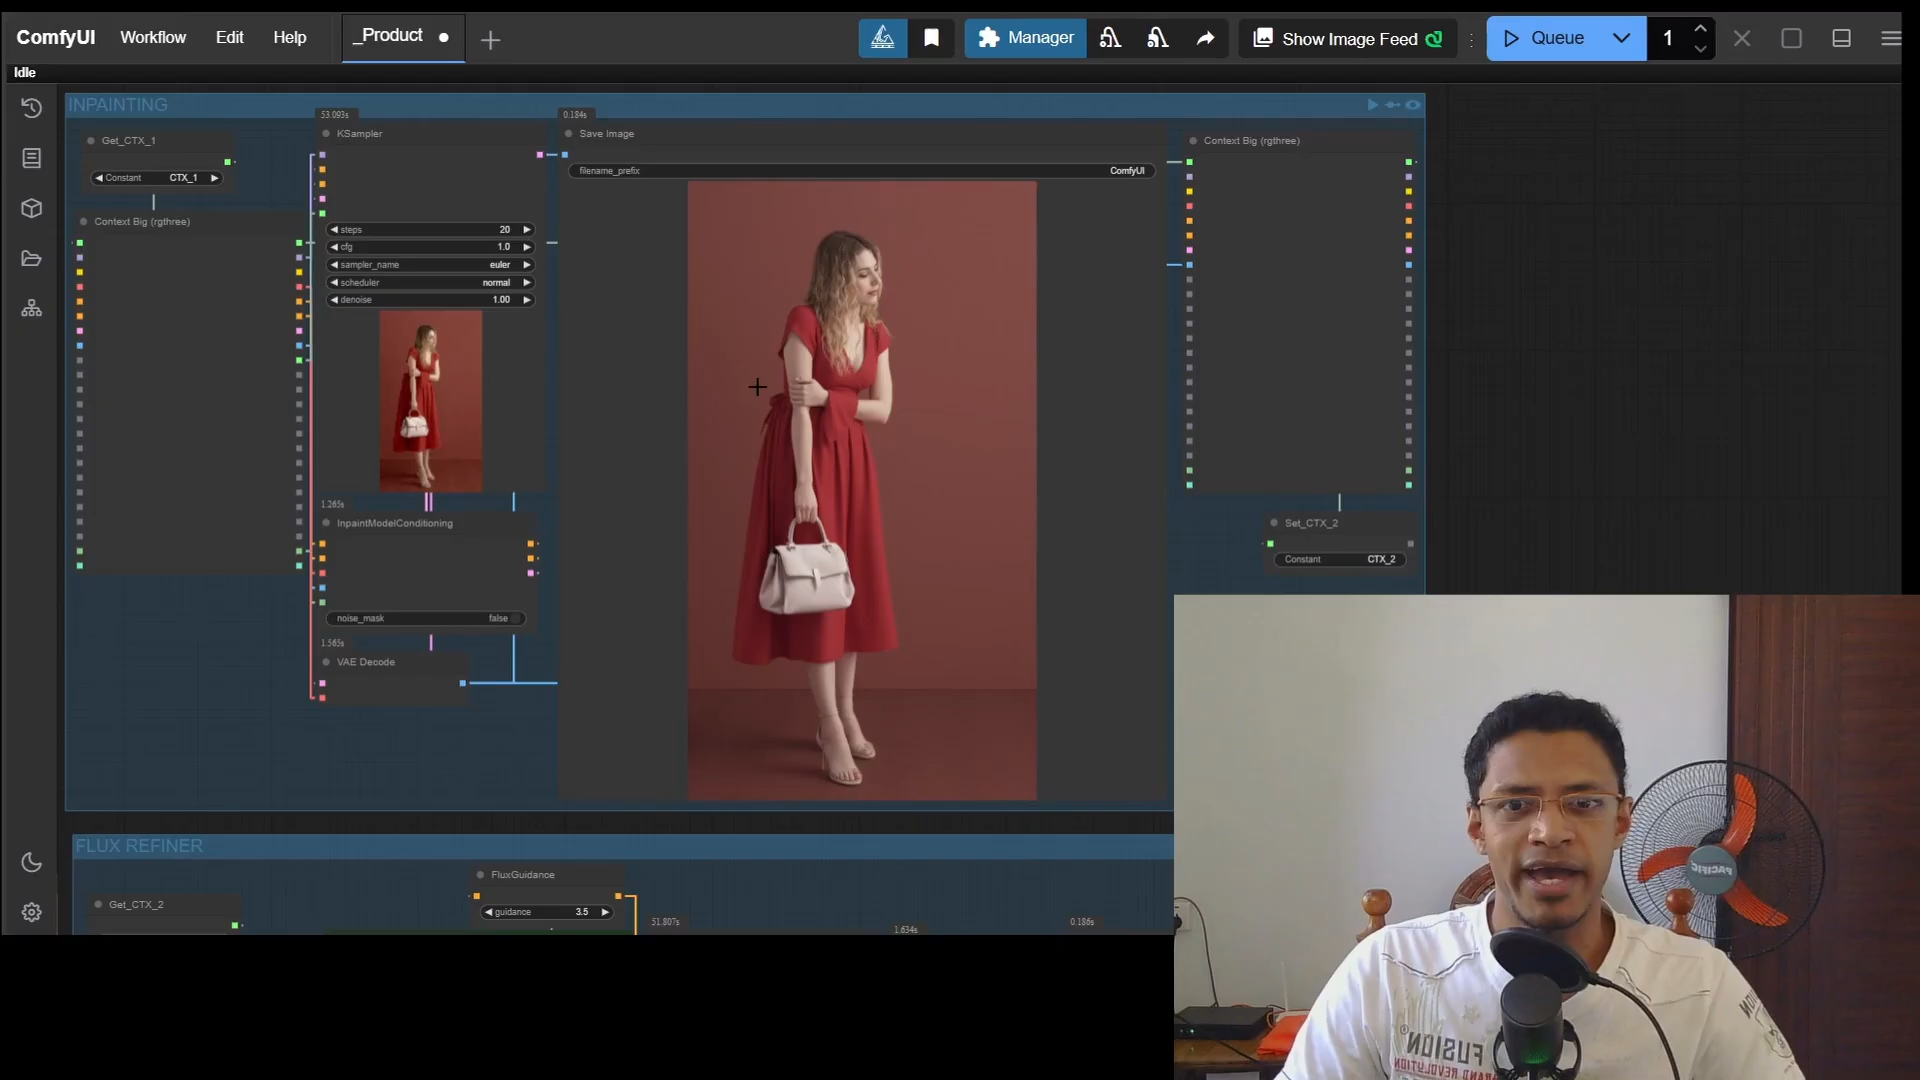 ComfyUI Workflow Edit Help _Product Manager Show Image Feed Queue 1
Idle
INPAINTING
53.093s 0.184s
Get_CTX_1 KSampler Save Image Context Big (rgthree)
Constant CTX_1 filename_prefix ComfyUI
Context Big (rgthree)
steps 20
cfg 1.0
sampler_name euler
scheduler normal
denoise 1.00
1.265s
InpaintModelConditioning
Set_CTX_2
Constant CTX_2
noise_mask false
1.565s
VAE Decode
FLUX REFINER
FluxGuidance
Get_CTX_2
guidance 3.5
51.807s 1.634s 0.186s
PACIFIC
FUSION